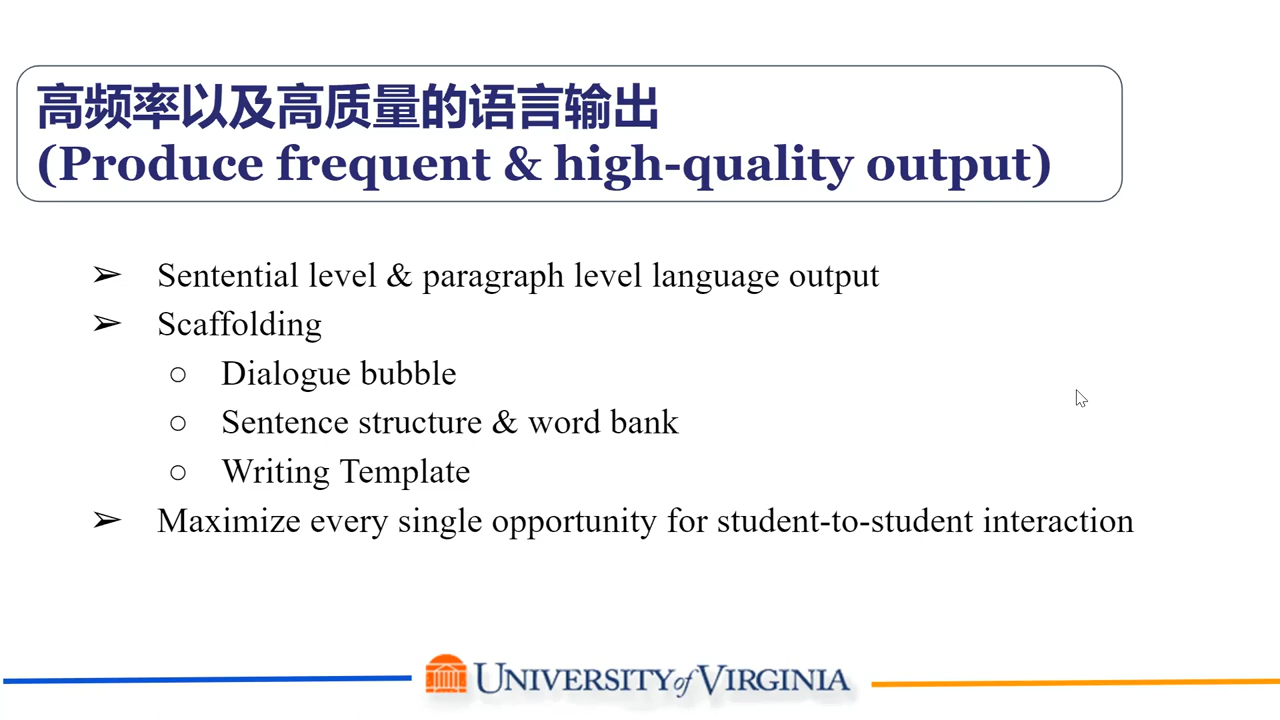 高频率以及高质量的语言输出
(Produce frequent & high-quality output)
➢ Sentential level & paragraph level language output
➢ Scaffolding
○ Dialogue bubble
○ Sentence structure & word bank
○ Writing Template
➢ Maximize every single opportunity for student-to-student interaction
UNIVERSITY of VIRGINIA